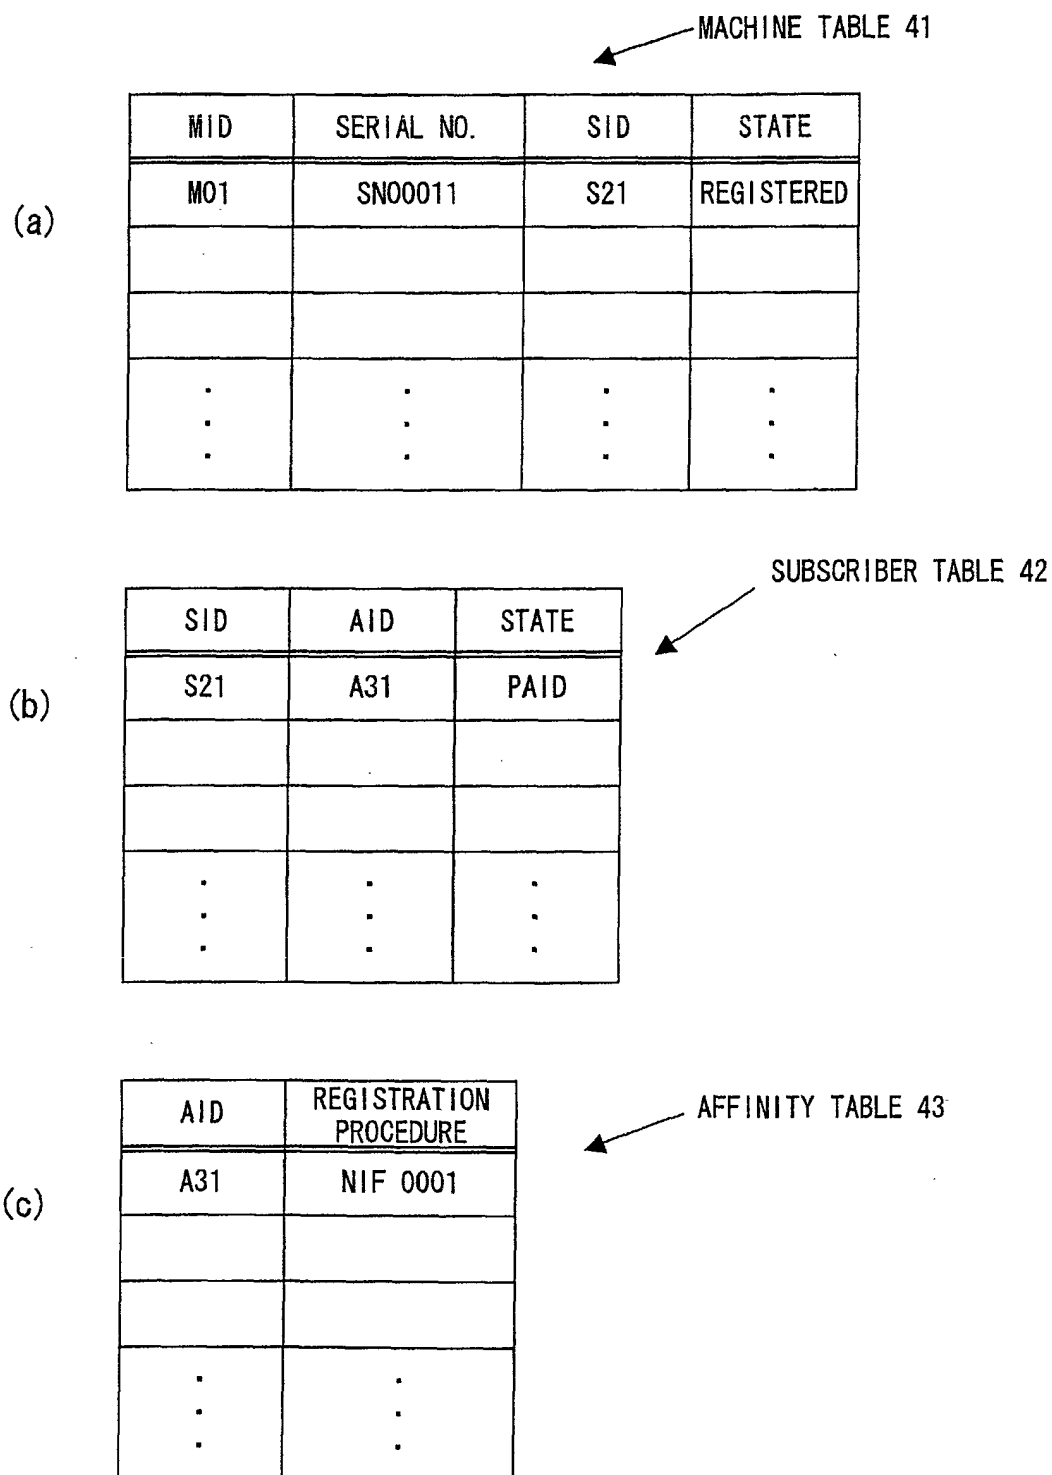 MACHINE TABLE 41
MID SERIAL NO. SID STATE
(a)
M01 SN00011 S21 REGISTERED
SUBSCRIBER TABLE 42
SID AID STATE
(b)
S21 A31 PAID
AFFINITY TABLE 43
AID REGISTRATION PROCEDURE
(c)
A31 NIF 0001